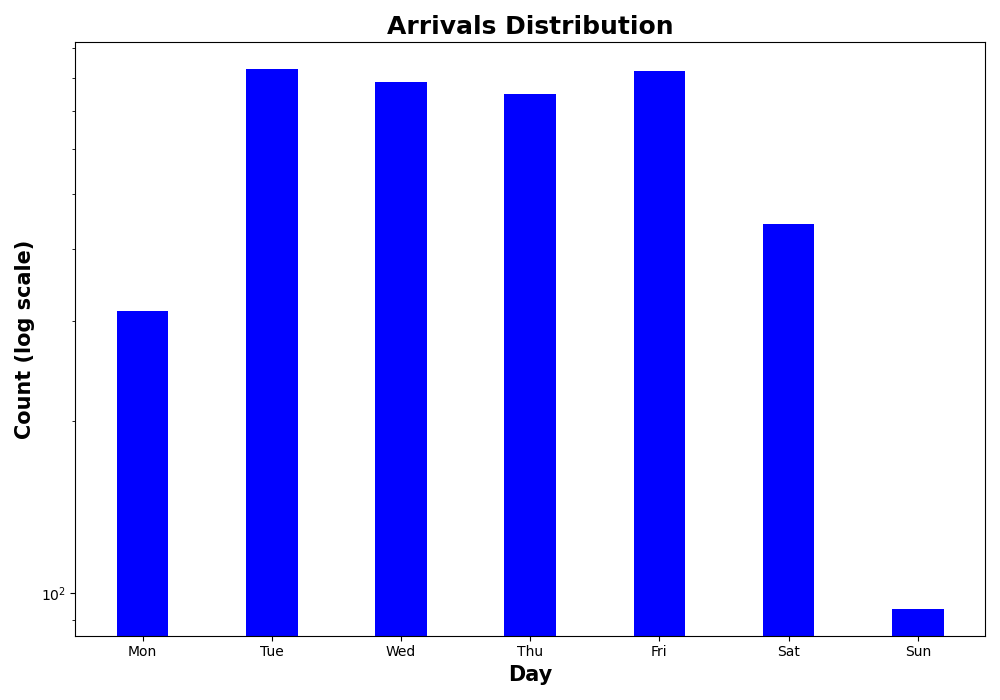 Arrivals Distribution
Count (log scale)
10²
Mon Tue Wed Thu Fri Sat Sun
Day